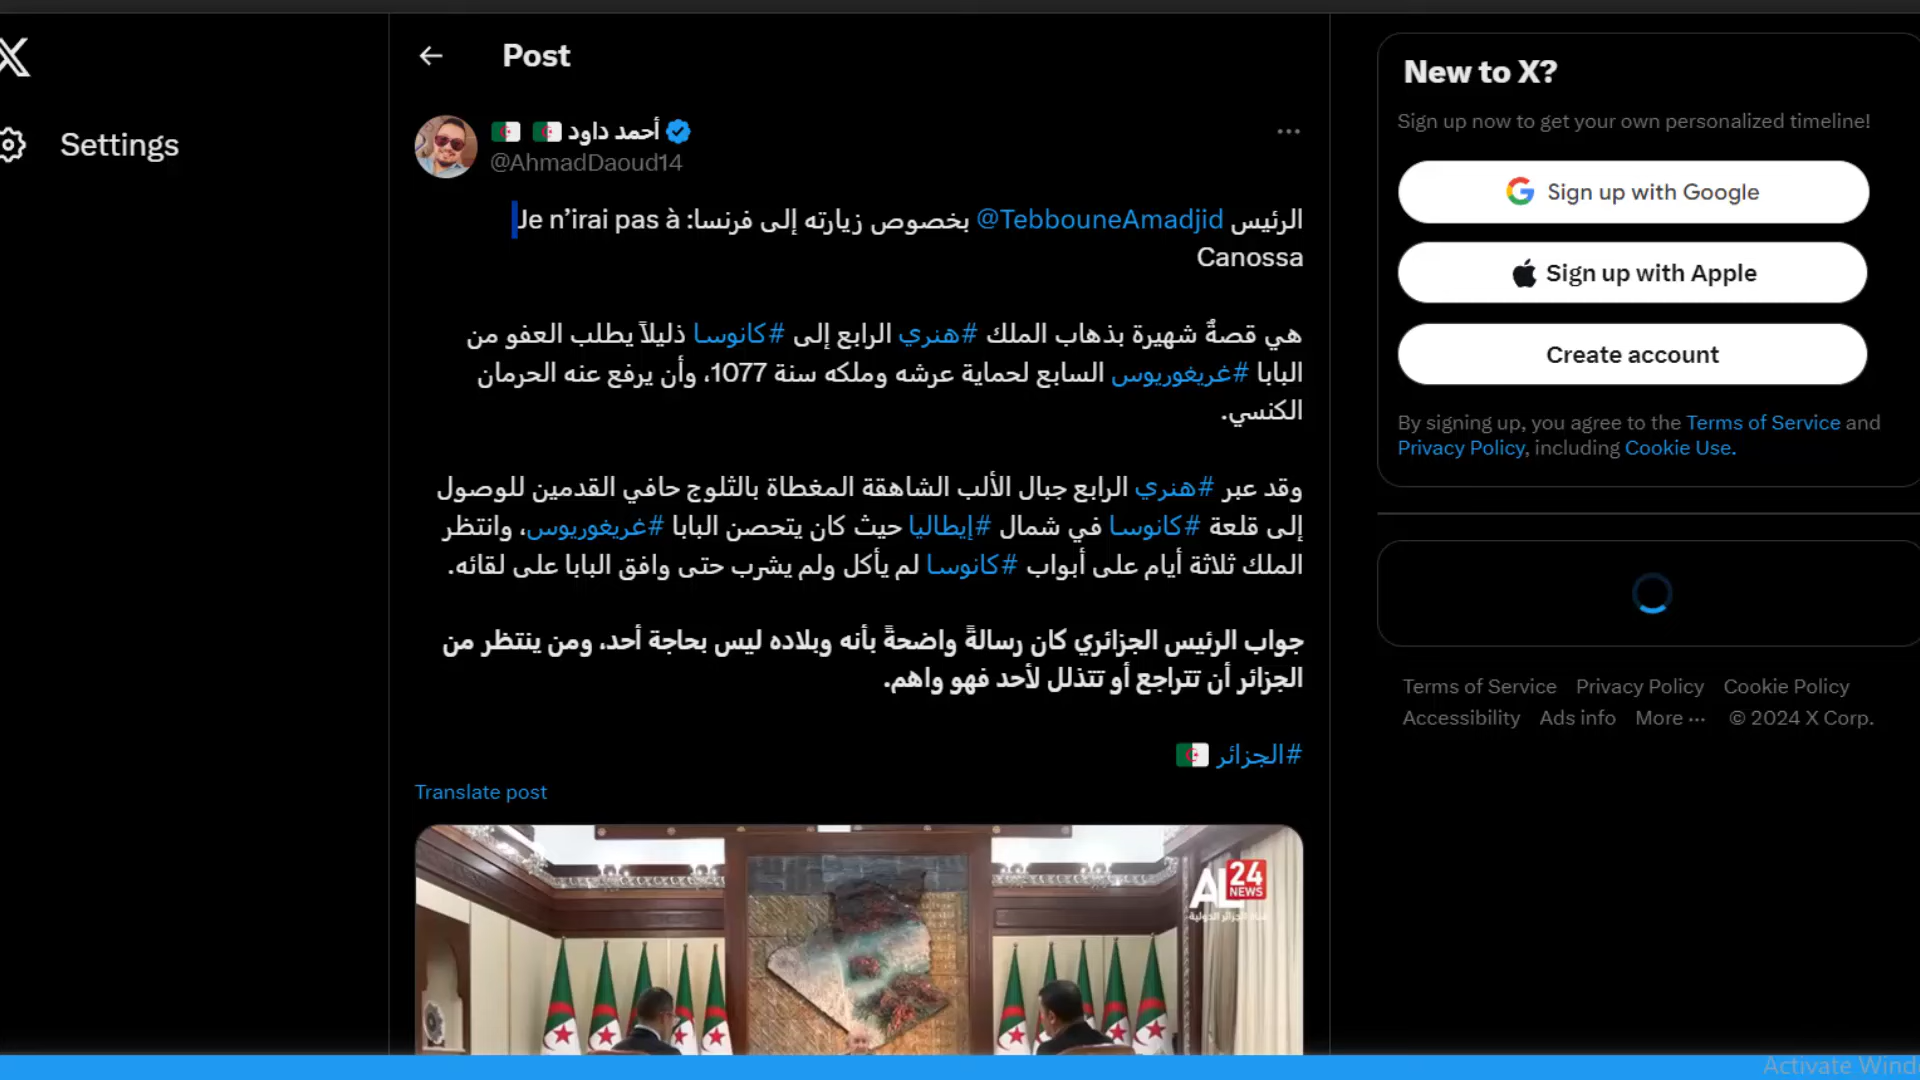 Post
New to X?
Sign up now to get your own personalized timeline!
Sign up with Google
Sign up with Apple
Create account
By signing up, you agree to the Terms of Service and
Privacy Policy, including Cookie Use.
Terms of Service Privacy Policy Cookie Policy
Accessibility Ads info More ··· © 2024 X Corp.
Settings
أحمد داود
@AhmadDaoud14
الرئيس @TebbouneAmadjid بخصوص زيارته إلى فرنسا: Je n’irai pas à
Canossa
هي قصةٌ شهيرة بذهاب الملك #هنري الرابع إلى #كانوسا ذليلاً يطلب العفو من
البابا #غريغوريوس السابع لحماية عرشه وملكه سنة 1077، وأن يرفع عنه الحرمان
الكنسي.
وقد عبر #هنري الرابع جبال الألب الشاهقة المغطاة بالثلوج حافي القدمين للوصول
إلى قلعة #كانوسا في شمال #إيطاليا حيث كان يتحصن البابا #غريغوريوس، وانتظر
الملك ثلاثة أيام على أبواب #كانوسا لم يأكل ولم يشرب حتى وافق البابا على لقائه.
جواب الرئيس الجزائري كان رسالةً واضحةً بأنه وبلاده ليس بحاجة أحد، ومن ينتظر من
الجزائر أن تتراجع أو تتذلل لأحد فهو واهم.
#الجزائر
Translate post
AL
24
NEWS
قناة الجزائر الدولية
Activate Wind